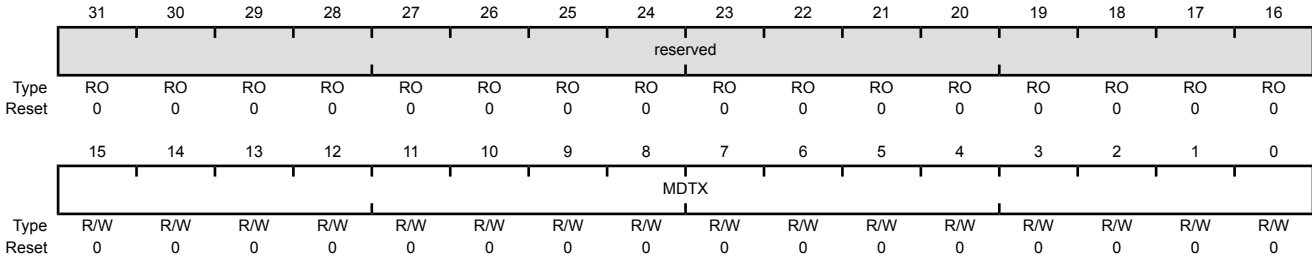 31 30 29 28 27 26 25 24 23 22 21 20 19 18 17 16
reserved
Type RO RO RO RO RO RO RO RO RO RO RO RO RO RO RO RO
Reset 0 0 0 0 0 0 0 0 0 0 0 0 0 0 0 0
15 14 13 12 11 10 9 8 7 6 5 4 3 2 1 0
MDTX
Type R/W R/W R/W R/W R/W R/W R/W R/W R/W R/W R/W R/W R/W R/W R/W R/W
Reset 0 0 0 0 0 0 0 0 0 0 0 0 0 0 0 0